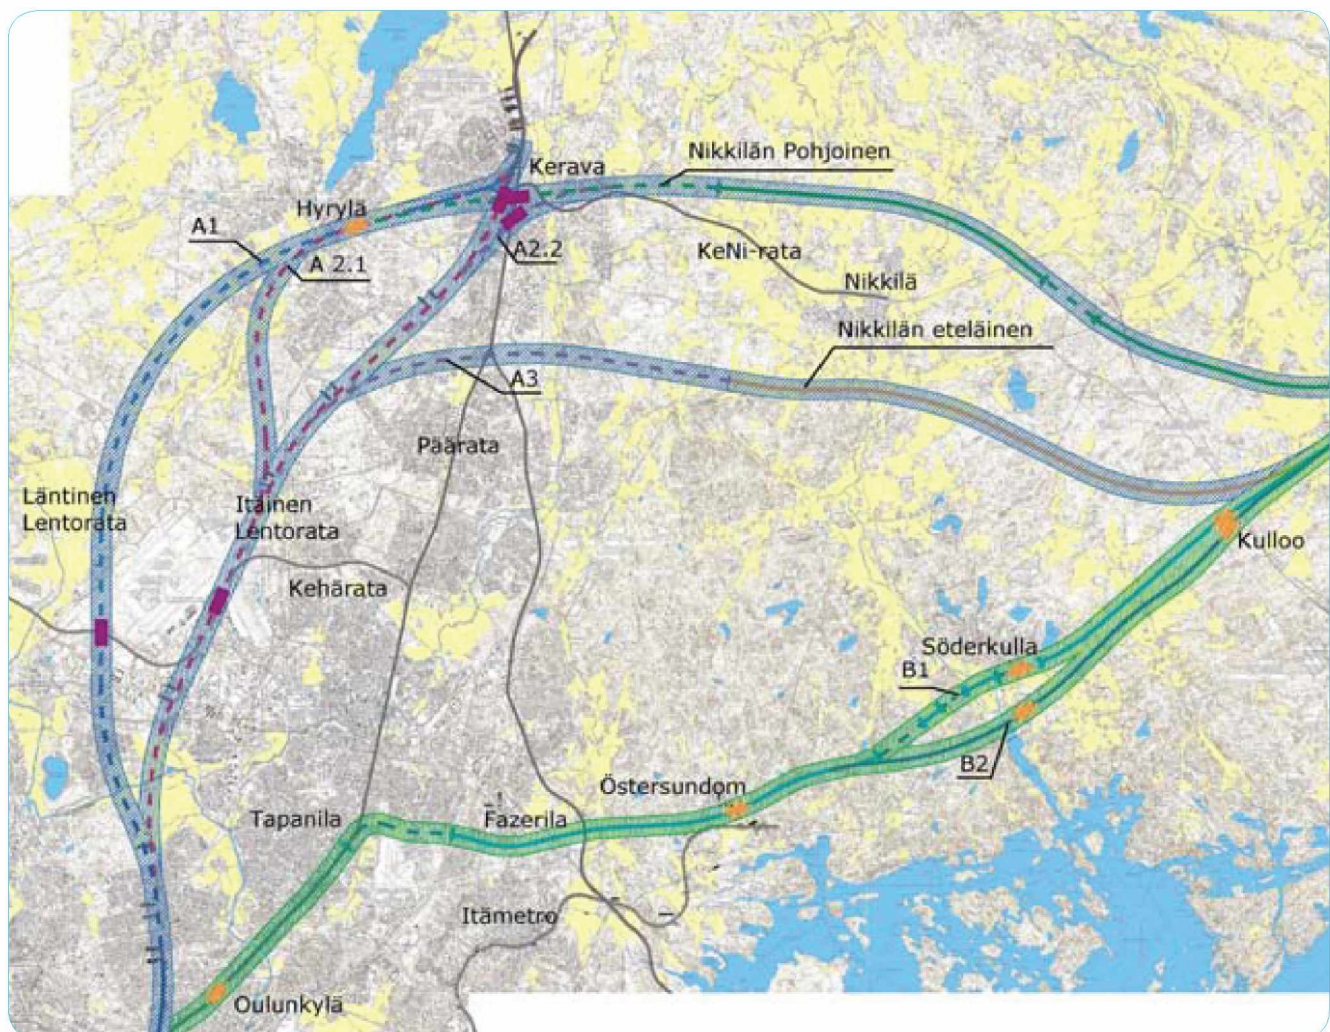 Nikkilän Pohjoinen
Kerava
Hyrylä
A1
A 2.1
A2.2
KeNi-rata
Nikkilä
Nikkilän eteläinen
A3
Päärata
Läntinen
Lentorata
Itäinen
Lentorata
Kulloo
Kehärata
Söderkulla
B1
B2
Östersundom
Tapanila
Fazerila
Itämetro
Oulunkylä